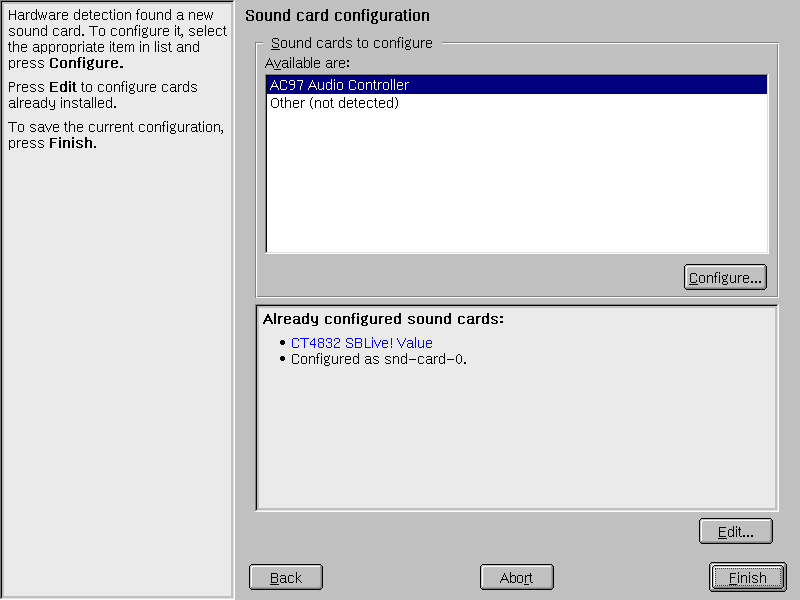 Hardware detection found a new
sound card. To configure it, select
the appropriate item in list and
press Configure.
Press Edit to configure cards
already installed.
To save the current configuration,
press Finish.
Sound card configuration
Sound cards to configure
Available are:
AC97 Audio Controller
Other (not detected)
Configure...
Already configured sound cards:
• CT4832 SBLive! Value
• Configured as snd-card-0.
Edit...
Back
Abort
Finish